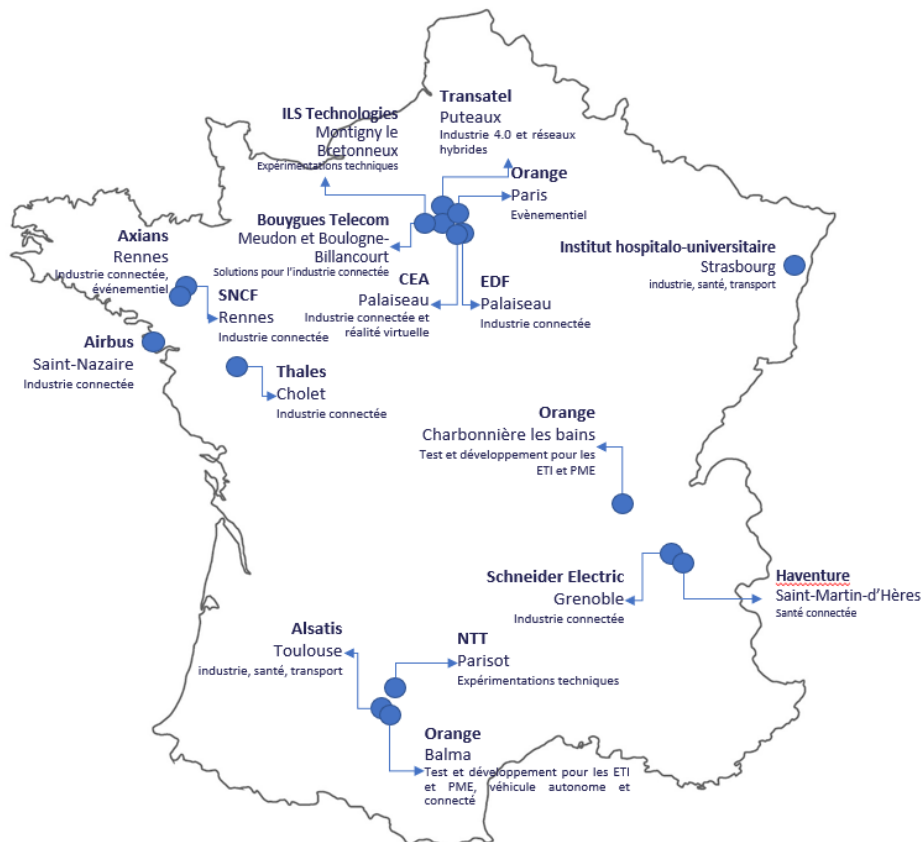 Transatel
Puteaux
Industrie 4.0 et réseaux
hybrides
ILS Technologies
Montigny le
Bretonneux
Expérimentations techniques
Orange
Paris
Evènementiel
Bouygues Telecom
Meudon et Boulogne-
Billancourt
Solutions pour l'industrie connectée
Axians
Rennes
Industrie connectée,
événementiel
Institut hospitalo-universitaire
Strasbourg
industrie, santé, transport
CEA
Palaiseau
Industrie connectée et
réalité virtuelle
EDF
Palaiseau
Industrie connectée
SNCF
Rennes
Industrie connectée
Airbus
Saint-Nazaire
Industrie connectée
Thales
Cholet
Industrie connectée
Orange
Charbonnière les bains
Test et développement pour les
ETI et PME
Schneider Electric
Grenoble
Industrie connectée
Haventure
Saint-Martin-d'Hères
Santé connectée
Alsatis
Toulouse
industrie, santé, transport
NTT
Parisot
Expérimentations techniques
Orange
Balma
Test et développement pour les ETI
et PME, véhicule autonome et
connecté